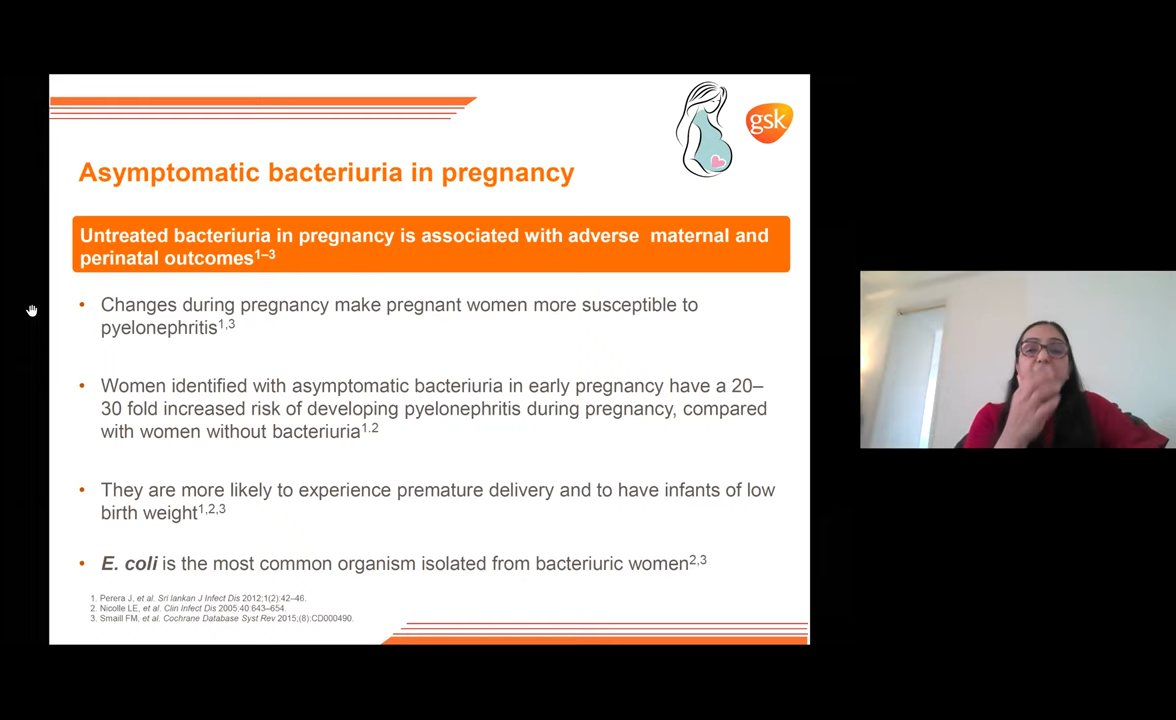 gsk
Asymptomatic bacteriuria in pregnancy
Untreated bacteriuria in pregnancy is associated with adverse maternal and
perinatal outcomes1–3
• Changes during pregnancy make pregnant women more susceptible to
pyelonephritis1,3
• Women identified with asymptomatic bacteriuria in early pregnancy have a 20–
30 fold increased risk of developing pyelonephritis during pregnancy, compared
with women without bacteriuria1.2
• They are more likely to experience premature delivery and to have infants of low
birth weight1,2,3
• E. coli is the most common organism isolated from bacteriuric women2,3
1. Perera J, et al. Sri lankan J Infect Dis 2012;1(2):42–46.
2. Nicolle LE, et al. Clin Infect Dis 2005:40:643–654.
3. Smaill FM, et al. Cochrane Database Syst Rev 2015;(8):CD000490.